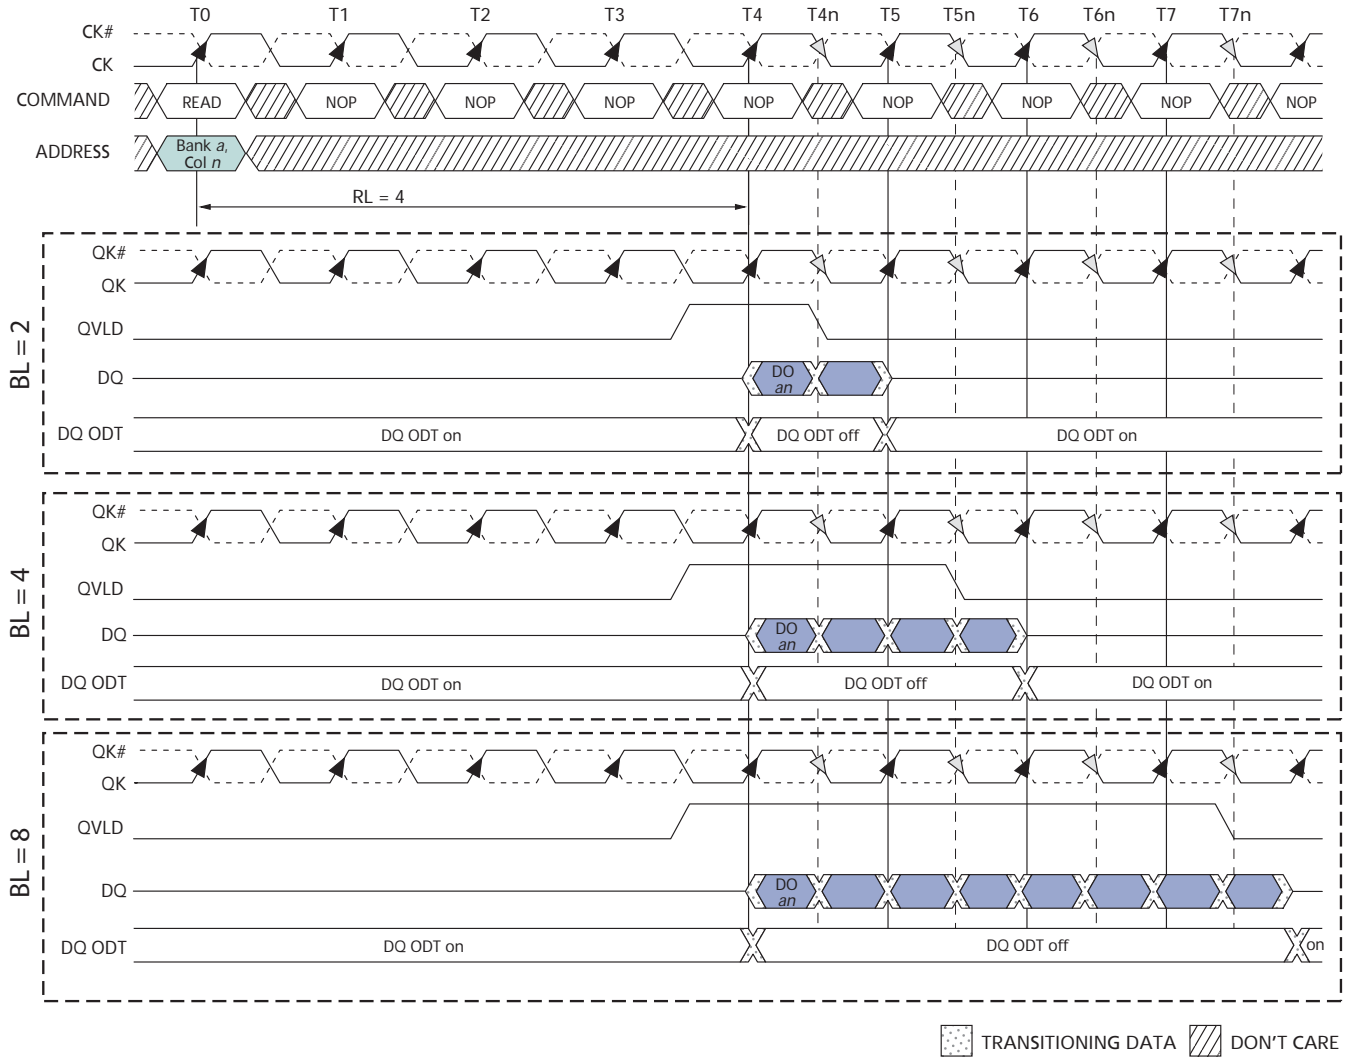 T0 T1 T2 T3 T4 T4n T5 T5n T6 T6n T7 T7n
CK#
CK
COMMAND READ NOP NOP NOP NOP NOP NOP NOP NOP
ADDRESS Bank a,
Col n
RL = 4
BL = 2
QK#
QK
QVLD
DQ DO
an
DQ ODT DQ ODT on DQ ODT off DQ ODT on
BL = 4
QK#
QK
QVLD
DQ DO
an
DQ ODT DQ ODT on DQ ODT off DQ ODT on
BL = 8
QK#
QK
QVLD
DQ DO
an
DQ ODT DQ ODT on DQ ODT off on
TRANSITIONING DATA DON'T CARE